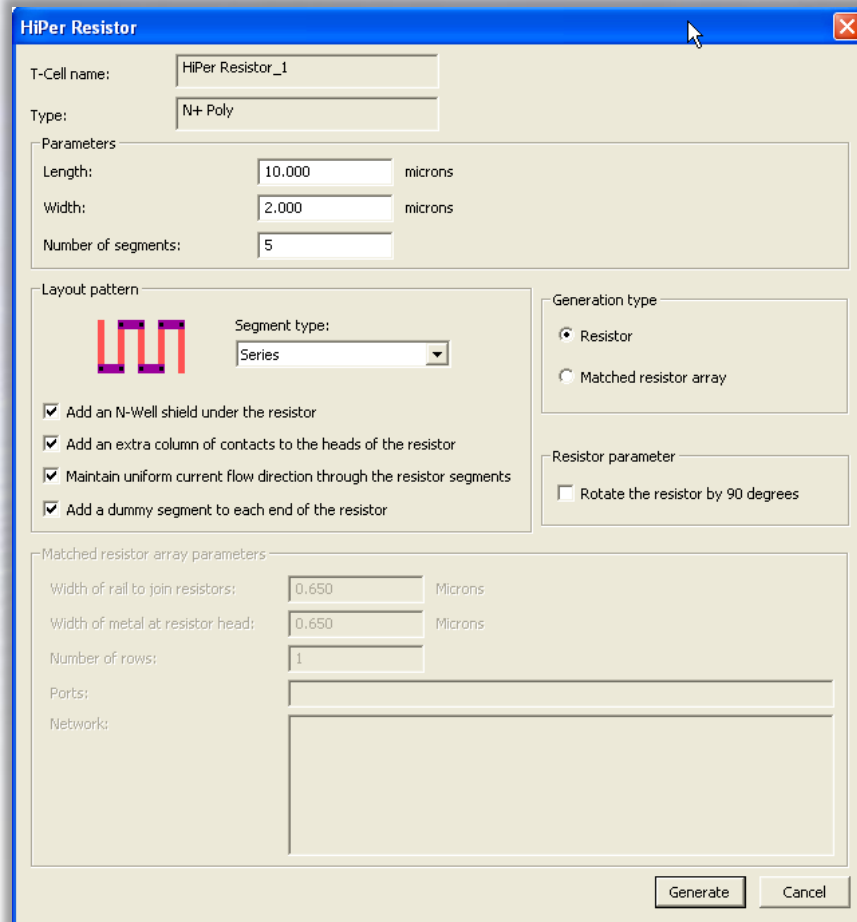 HiPer Resistor
T-Cell name: HiPer Resistor_1
Type: N+ Poly
Parameters
Length: 10.000 microns
Width: 2.000 microns
Number of segments: 5
Layout pattern
Segment type:
Series
Add an N-Well shield under the resistor
Add an extra column of contacts to the heads of the resistor
Maintain uniform current flow direction through the resistor segments
Add a dummy segment to each end of the resistor
Generation type
Resistor
Matched resistor array
Resistor parameter
Rotate the resistor by 90 degrees
Matched resistor array parameters
Width of rail to join resistors: 0.650 Microns
Width of metal at resistor head: 0.650 Microns
Number of rows: 1
Ports:
Network:
Generate Cancel